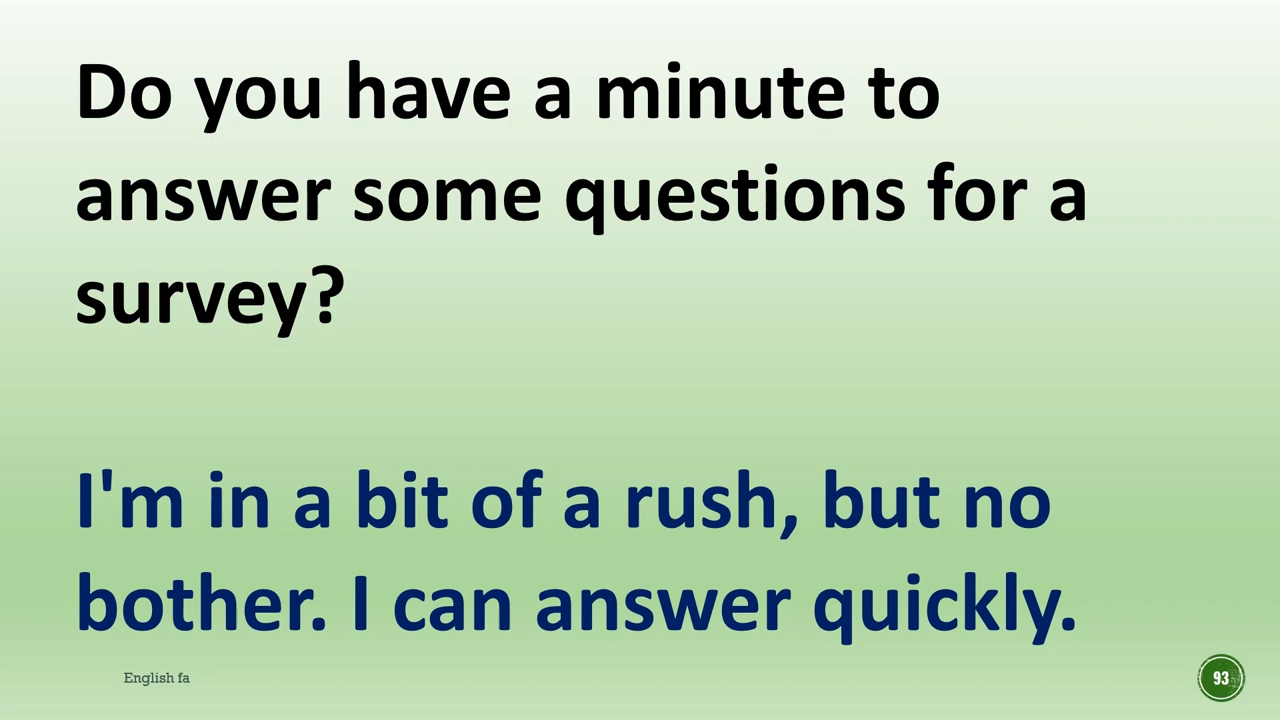 Do you have a minute to
answer some questions for a
survey?
I'm in a bit of a rush, but no
bother. I can answer quickly.
English fa
93